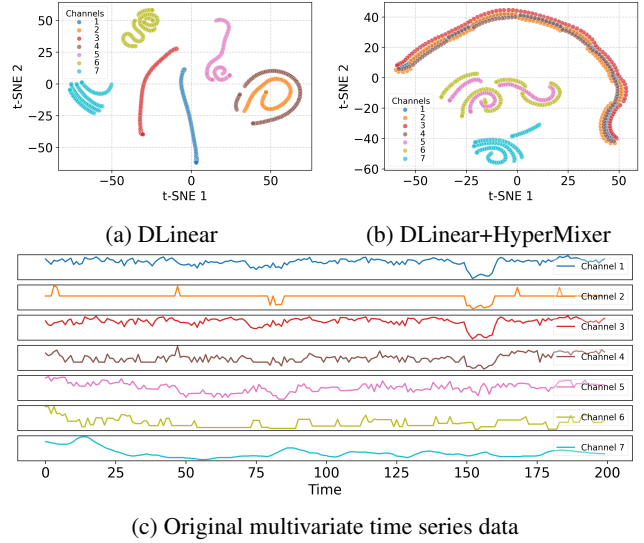 50
25
0
−25
−50
t-SNE 2
Channels
1
2
3
4
5
6
7
−50
0
50
t-SNE 1
40
20
0
−20
−40
−60
t-SNE 2
Channels
1
2
3
4
5
6
7
−50
−25
0
25
50
t-SNE 1
(a) DLinear
(b) DLinear+HyperMixer
Channel 1
Channel 2
Channel 3
Channel 4
Channel 5
Channel 6
Channel 7
0 25 50 75 100 125 150 175 200
Time
(c) Original multivariate time series data